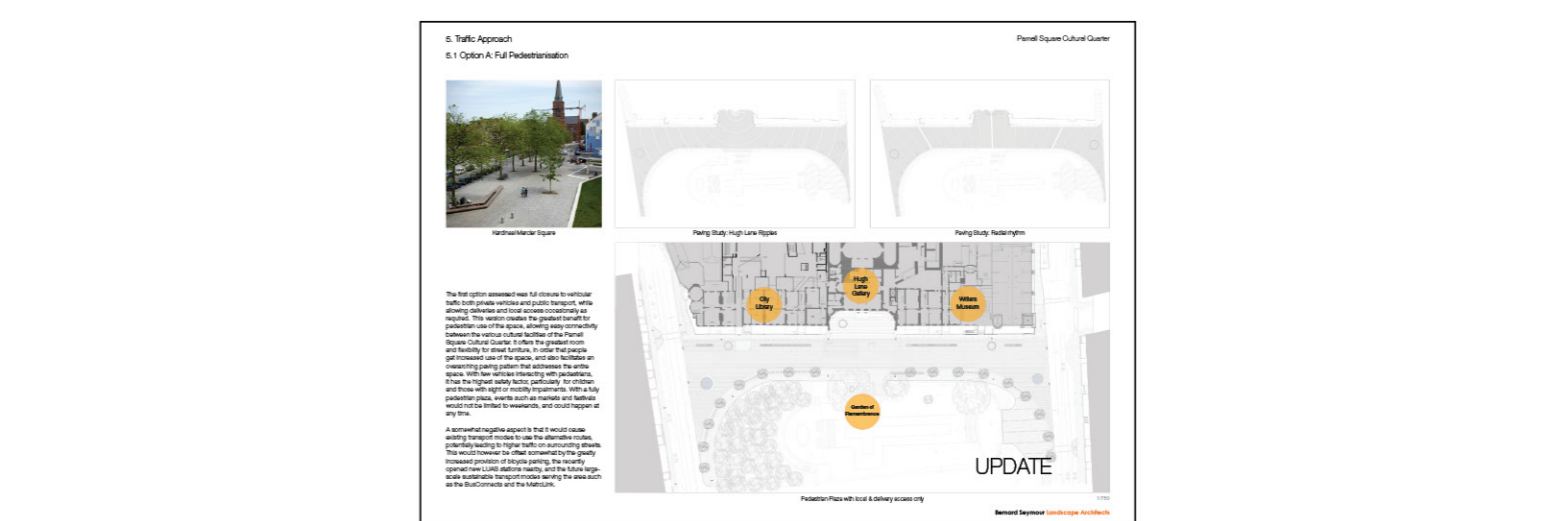 5. Traffic Approach
Parnell Square Cultural Quarter
5.1 Option A: Full Pedestrianisation
Kardinaal Mercier Square
Paving Study: Hugh Lane Ripples
Paving Study: Radial rhythm
City
Library
Hugh
Lane
Gallery
Writers
Museum
Garden of
Remembrance
The first option assessed was full closure to vehicular
traffic both private vehicles and public transport, while
allowing deliveries and local access occasionally as
required. This version creates the greatest benefit for
pedestrian use of the space, allowing easy connectivity
between the various cultural facilities of the Parnell
Square Cultural Quarter. It offers the greatest room
and flexibility for street furniture, in order that people
get increased use of the space, and also facilitates an
overarching paving pattern that addresses the entire
space. With few vehicles interacting with pedestrians,
it has the highest safety factor, particularly for children
and those with sight or mobility impairments. With a fully
pedestrian plaza, events such as markets and festivals
would not be limited to weekends, and could happen at
any time.
A somewhat negative aspect is that it would cause
existing transport modes to use the alternative routes,
potentially leading to higher traffic on surrounding streets.
This would however be offset somewhat by the greatly
increased provision of bicycle parking, the recently
opened new LUAS stations nearby, and the future large-
scale sustainable transport modes serving the area such
as the BusConnects and the MetroLink.
UPDATE
Pedestrian Plaza with local & delivery access only
1:750
Bernard Seymour Landscape Architects